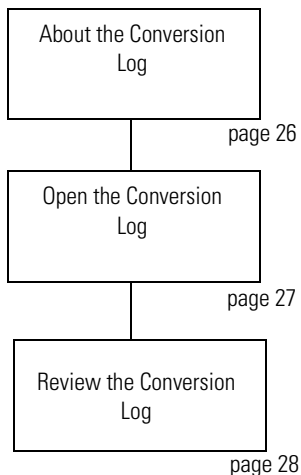 About the Conversion
Log
page 26
Open the Conversion
Log
page 27
Review the Conversion
Log
page 28